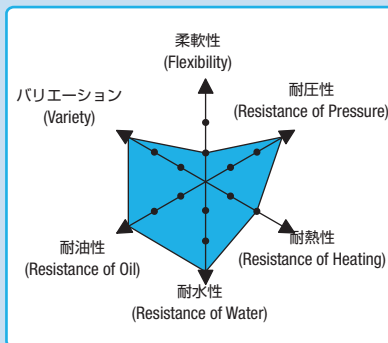 柔軟性
(Flexibility)
耐圧性
(Resistance of Pressure)
バリエーション
(Variety)
耐熱性
(Resistance of Heating)
耐油性
(Resistance of Oil)
耐水性
(Resistance of Water)